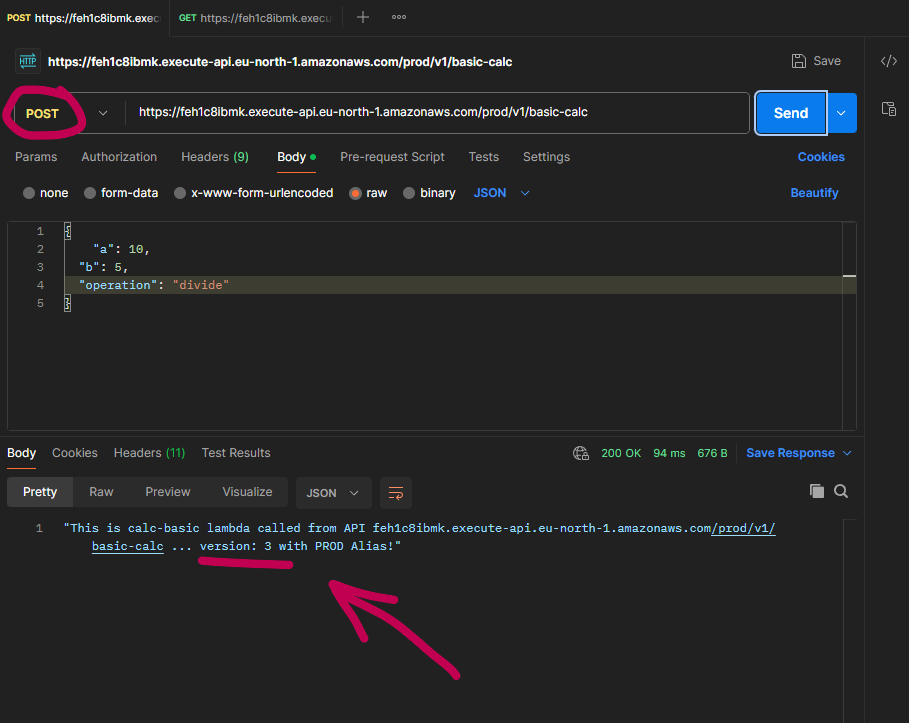 POST https://feh1c8ibmk.exec
GET https://feh1c8ibmk.execu
HTTP https://feh1c8ibmk.execute-api.eu-north-1.amazonaws.com/prod/v1/basic-calc Save </>
POST https://feh1c8ibmk.execute-api.eu-north-1.amazonaws.com/prod/v1/basic-calc Send
Params Authorization Headers (9) Body Pre-request Script Tests Settings Cookies
none form-data x-www-form-urlencoded raw binary JSON Beautify
1 {
2 "a": 10,
3 "b": 5,
4 "operation": "divide"
5 }
Body Cookies Headers (11) Test Results 200 OK 94 ms 676 B Save Response
Pretty Raw Preview Visualize JSON
1 "This is calc-basic lambda called from API feh1c8ibmk.execute-api.eu-north-1.amazonaws.com/prod/v1/
basic-calc ... version: 3 with PROD Alias!"